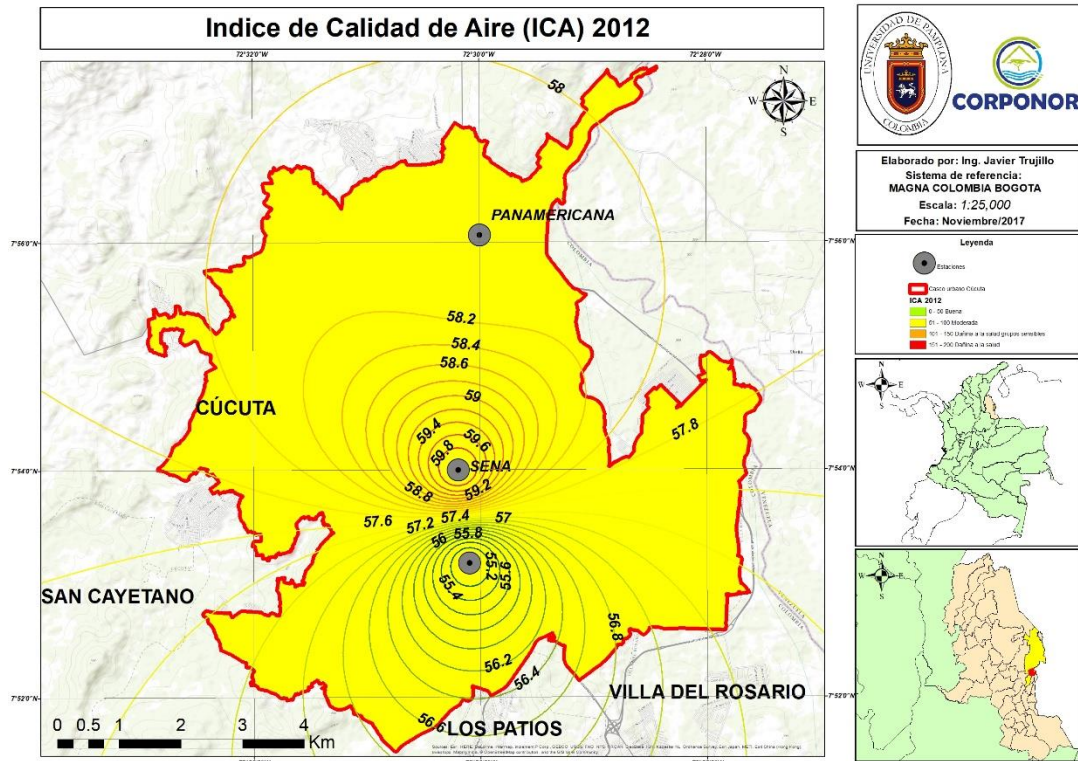 Indice de Calidad de Aire (ICA) 2012
72°32'0"W 72°30'0"W 72°28'0"W
58
N
W E
S
PANAMERICANA
7°56'0"N 7°56'0"N
COLOMBIA
58.2
58.4
58.6
59
CÚCUTA
57.8
59.4 59.6
59.8
SENA
7°54'0"N 7°54'0"N
58.8 59.2
57.6 57.2 57.4 57
56 55.8
55.2 55.6
55.4
SAN CAYETANO
56.8
56.2
56.4
VILLA DEL ROSARIO
7°52'0"N 7°52'0"N
56.6
LOS PATIOS
0 0.5 1 2 3 4
Km
UNIVERSIDAD DE PAMPLONA
COLOMBIA
CORPONOR
Elaborado por: Ing. Javier Trujillo
Sistema de referencia:
MAGNA COLOMBIA BOGOTA
Escala: 1:25,000
Fecha: Noviembre/2017
Leyenda
Estaciones
Casco urbano Cúcuta
ICA 2012
0 - 50 Buena
51 - 100 Moderada
101 - 150 Dañina a la salud grupos sensibles
151 - 200 Dañina a la salud
N
W E
S
N
W E
S